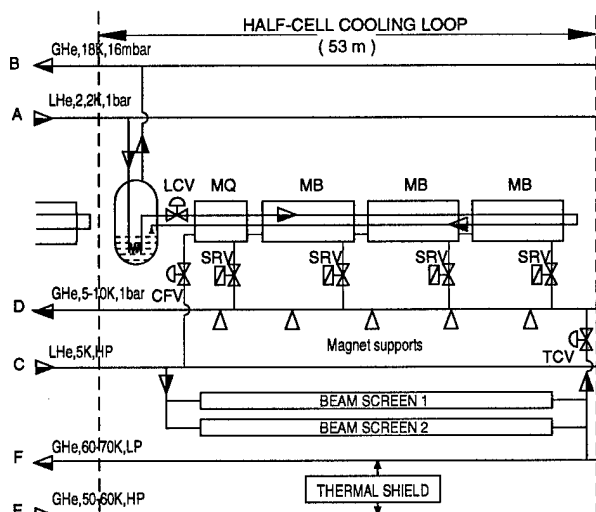 HALF-CELL COOLING LOOP
( 53 m )
GHe,18K,16mbar
B
LHe,2,2K,1bar
A
LCV MQ MB MB MB
SRV SRV SRV SRV
CFV
GHe,5-10K,1bar
D
Magnet supports
TCV
LHe,5K,HP
C
BEAM SCREEN 1
BEAM SCREEN 2
GHe,60-70K,LP
F
THERMAL SHIELD
GHe,50-60K,HP
E